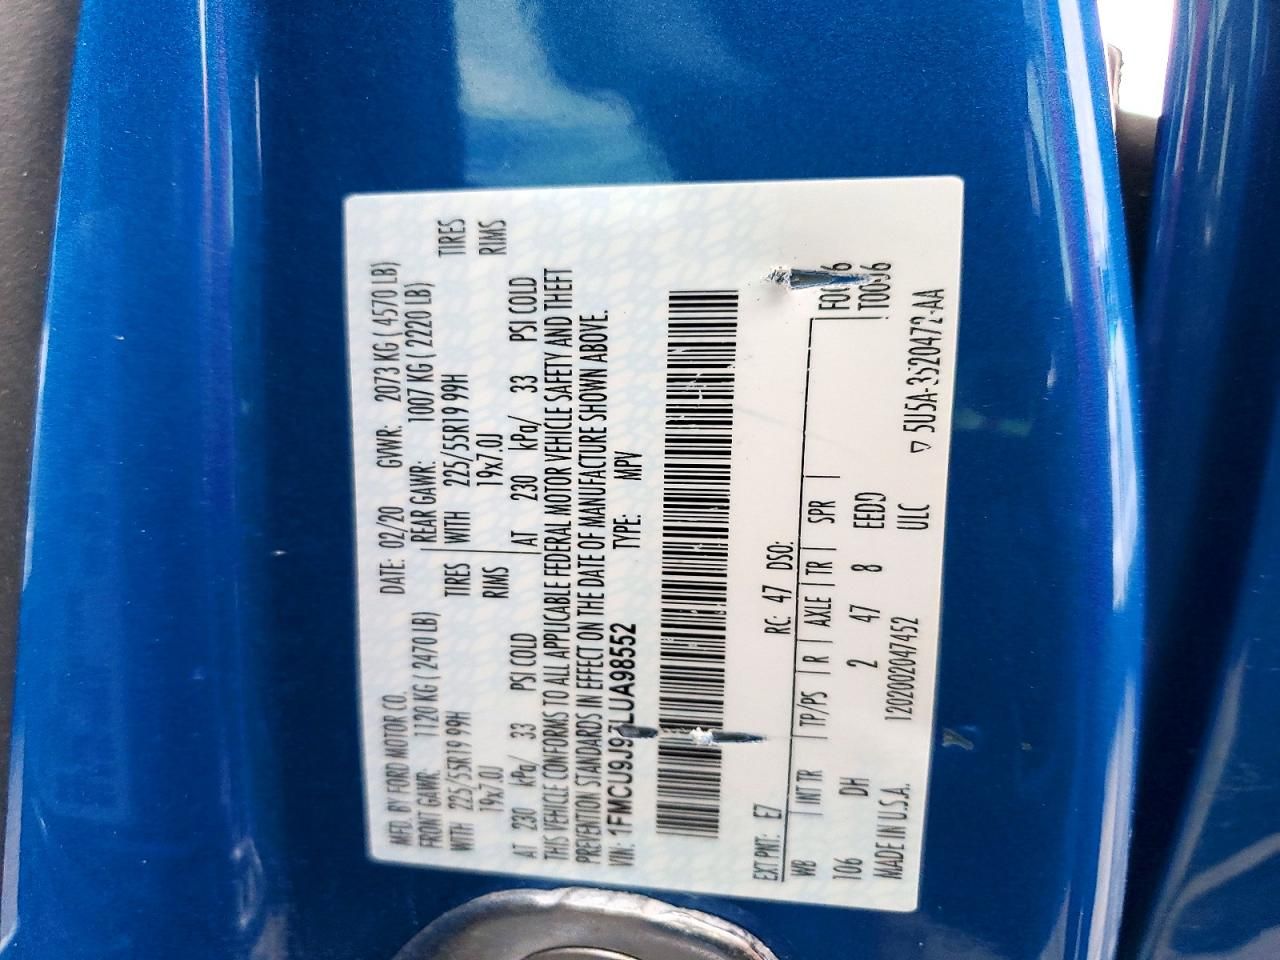 MFD. BY FORD MOTOR CO. DATE: 02/20 GVWR: 2073 KG ( 4570 LB)
FRONT GAWR: 1120 KG ( 2470 LB) REAR GAWR: 1007 KG ( 2220 LB)
WITH 225/55R19 99H TIRES WITH 225/55R19 99H TIRES
19x7.0J RIMS 19x7.0J RIMS
AT 230 kPa/ 33 PSI COLD AT 230 kPa/ 33 PSI COLD
THIS VEHICLE CONFORMS TO ALL APPLICABLE FEDERAL MOTOR VEHICLE SAFETY AND THEFT
PREVENTION STANDARDS IN EFFECT ON THE DATE OF MANUFACTURE SHOWN ABOVE.
VIN: TYPE: MPV
EXT PNT: E7 RC: 47 DSO:
WB INT TR TP/PS R AXLE TR SPR
106 DH 2 47 8 EEDD
MADE IN U.S.A. 1202002047452 ULC ▽ 5U5A-3520472-AA